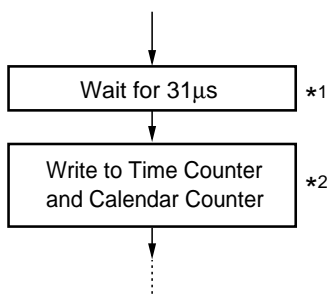 Wait for 31μs *1
Write to Time Counter *2
and Calendar Counter